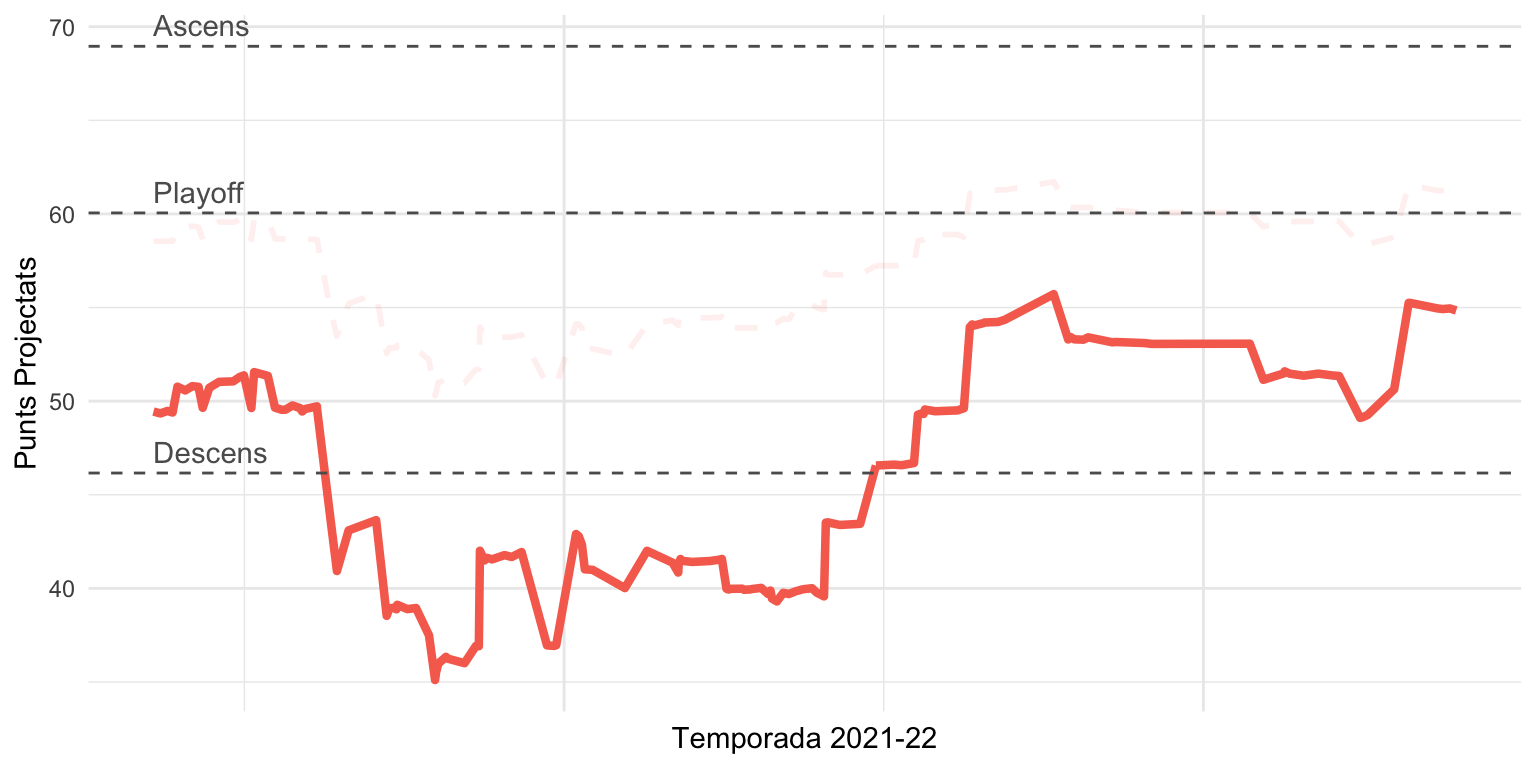 70
Ascens
Playoff
60
50
Descens
40
Punts Projectats
Temporada 2021-22